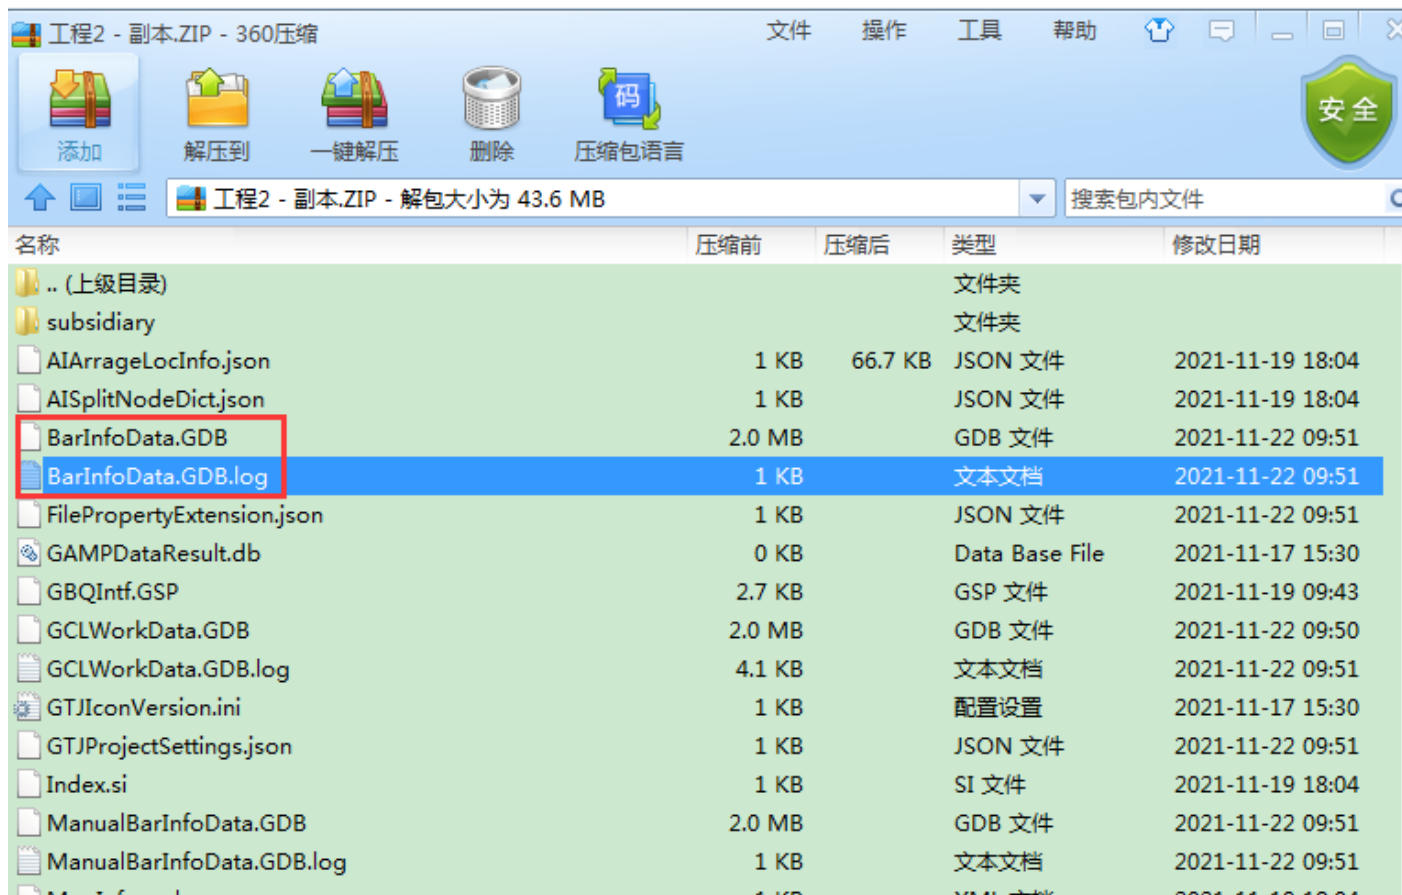 工程2 - 副本.ZIP - 360压缩 文件 操作 工具 帮助
添加 解压到 一键解压 删除 码 压缩包语言 安全
工程2 - 副本.ZIP - 解包大小为 43.6 MB 搜索包内文件
名称 压缩前 压缩后 类型 修改日期
.. (上级目录) 文件夹
subsidiary 文件夹
AIArrageLocInfo.json 1 KB 66.7 KB JSON 文件 2021-11-19 18:04
AISplitNodeDict.json 1 KB JSON 文件 2021-11-19 18:04
BarInfoData.GDB 2.0 MB GDB 文件 2021-11-22 09:51
BarInfoData.GDB.log 1 KB 文本文档 2021-11-22 09:51
FilePropertyExtension.json 1 KB JSON 文件 2021-11-22 09:51
GAMPDataResult.db 0 KB Data Base File 2021-11-17 15:30
GBQIntf.GSP 2.7 KB GSP 文件 2021-11-19 09:43
GCLWorkData.GDB 2.0 MB GDB 文件 2021-11-22 09:50
GCLWorkData.GDB.log 4.1 KB 文本文档 2021-11-22 09:51
GTJIconVersion.ini 1 KB 配置设置 2021-11-17 15:30
GTJProjectSettings.json 1 KB JSON 文件 2021-11-22 09:51
Index.si 1 KB SI 文件 2021-11-19 18:04
ManualBarInfoData.GDB 2.0 MB GDB 文件 2021-11-22 09:51
ManualBarInfoData.GDB.log 1 KB 文本文档 2021-11-22 09:51